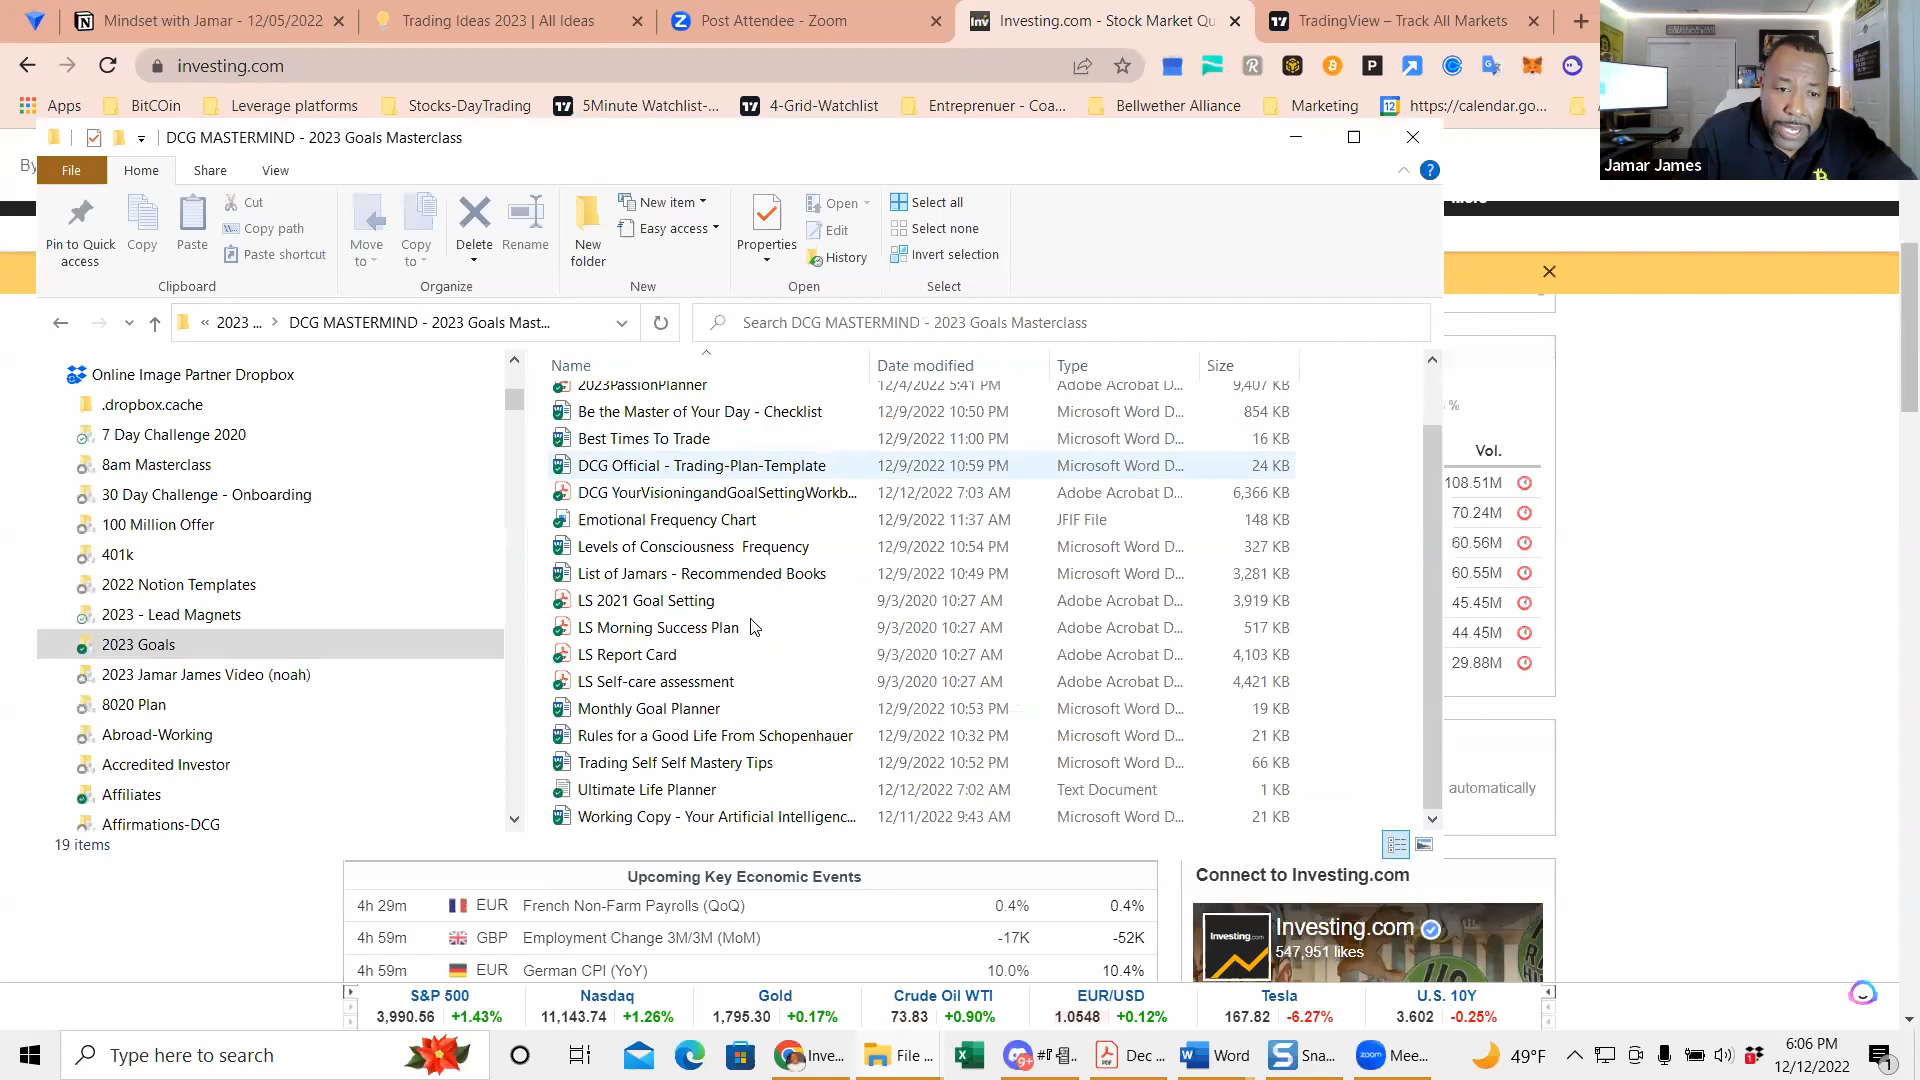 Mindset with Jamar - 12/05/2022
Trading Ideas 2023 | All Ideas
Post Attendee - Zoom
Investing.com - Stock Market Qu
TradingView – Track All Markets
investing.com
Apps
BitCOin
Leverage platforms
Stocks-DayTrading
5Minute Watchlist-...
4-Grid-Watchlist
Entreprenuer - Coa...
Bellwether Alliance
Marketing
https://calendar.go...
Jamar James
DCG MASTERMIND - 2023 Goals Masterclass
File
Home
Share
View
Pin to Quick access
Copy
Paste
Cut
Copy path
Paste shortcut
Clipboard
Move to
Copy to
Delete
Rename
Organize
New folder
New item
Easy access
New
Properties
Open
Edit
History
Open
Select all
Select none
Invert selection
Select
« 2023 ... > DCG MASTERMIND - 2023 Goals Mast...
Search DCG MASTERMIND - 2023 Goals Masterclass
Online Image Partner Dropbox
.dropbox.cache
7 Day Challenge 2020
8am Masterclass
30 Day Challenge - Onboarding
100 Million Offer
401k
2022 Notion Templates
2023 - Lead Magnets
2023 Goals
2023 Jamar James Video (noah)
8020 Plan
Abroad-Working
Accredited Investor
Affiliates
Affirmations-DCG
19 items
Name Date modified Type Size
2023PassionPlanner 12/4/2022 5:41 PM Adobe Acrobat D... 9,407 KB
Be the Master of Your Day - Checklist 12/9/2022 10:50 PM Microsoft Word D... 854 KB
Best Times To Trade 12/9/2022 11:00 PM Microsoft Word D... 16 KB
DCG Official - Trading-Plan-Template 12/9/2022 10:59 PM Microsoft Word D... 24 KB
DCG YourVisioningandGoalSettingWorkb... 12/12/2022 7:03 AM Adobe Acrobat D... 6,366 KB
Emotional Frequency Chart 12/9/2022 11:37 AM JFIF File 148 KB
Levels of Consciousness Frequency 12/9/2022 10:54 PM Microsoft Word D... 327 KB
List of Jamars - Recommended Books 12/9/2022 10:49 PM Microsoft Word D... 3,281 KB
LS 2021 Goal Setting 9/3/2020 10:27 AM Adobe Acrobat D... 3,919 KB
LS Morning Success Plan 9/3/2020 10:27 AM Adobe Acrobat D... 517 KB
LS Report Card 9/3/2020 10:27 AM Adobe Acrobat D... 4,103 KB
LS Self-care assessment 9/3/2020 10:27 AM Adobe Acrobat D... 4,421 KB
Monthly Goal Planner 12/9/2022 10:53 PM Microsoft Word D... 19 KB
Rules for a Good Life From Schopenhauer 12/9/2022 10:32 PM Microsoft Word D... 21 KB
Trading Self Self Mastery Tips 12/9/2022 10:52 PM Microsoft Word D... 66 KB
Ultimate Life Planner 12/12/2022 7:02 AM Text Document 1 KB
Working Copy - Your Artificial Intelligenc... 12/11/2022 9:43 AM Microsoft Word D... 21 KB
%
Vol.
108.51M
70.24M
60.56M
60.55M
45.45M
44.45M
29.88M
automatically
Upcoming Key Economic Events
4h 29m EUR French Non-Farm Payrolls (QoQ) 0.4% 0.4%
4h 59m GBP Employment Change 3M/3M (MoM) -17K -52K
4h 59m EUR German CPI (YoY) 10.0% 10.4%
Connect to Investing.com
Investing.com
Investing.com
547,951 likes
S&P 500 Nasdaq Gold Crude Oil WTI EUR/USD Tesla U.S. 10Y
3,990.56 +1.43% 11,143.74 +1.26% 1,795.30 +0.17% 73.83 +0.90% 1.0548 +0.12% 167.82 -6.27% 3.602 -0.25%
Type here to search
Inve...
File ...
Dec ...
Word
Sna...
zoom
Mee...
49°F
6:06 PM
12/12/2022
1